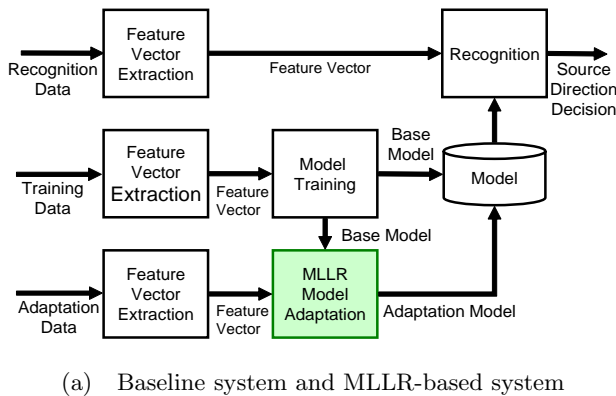 Recognition
Data
Feature
Vector
Extraction
Feature Vector
Recognition
Source
Direction
Decision
Training
Data
Feature
Vector
Extraction
Feature
Vector
Model
Training
Base
Model
Model
Base Model
Adaptation
Data
Feature
Vector
Extraction
Feature
Vector
MLLR
Model
Adaptation
Adaptation Model
(a) Baseline system and MLLR-based system